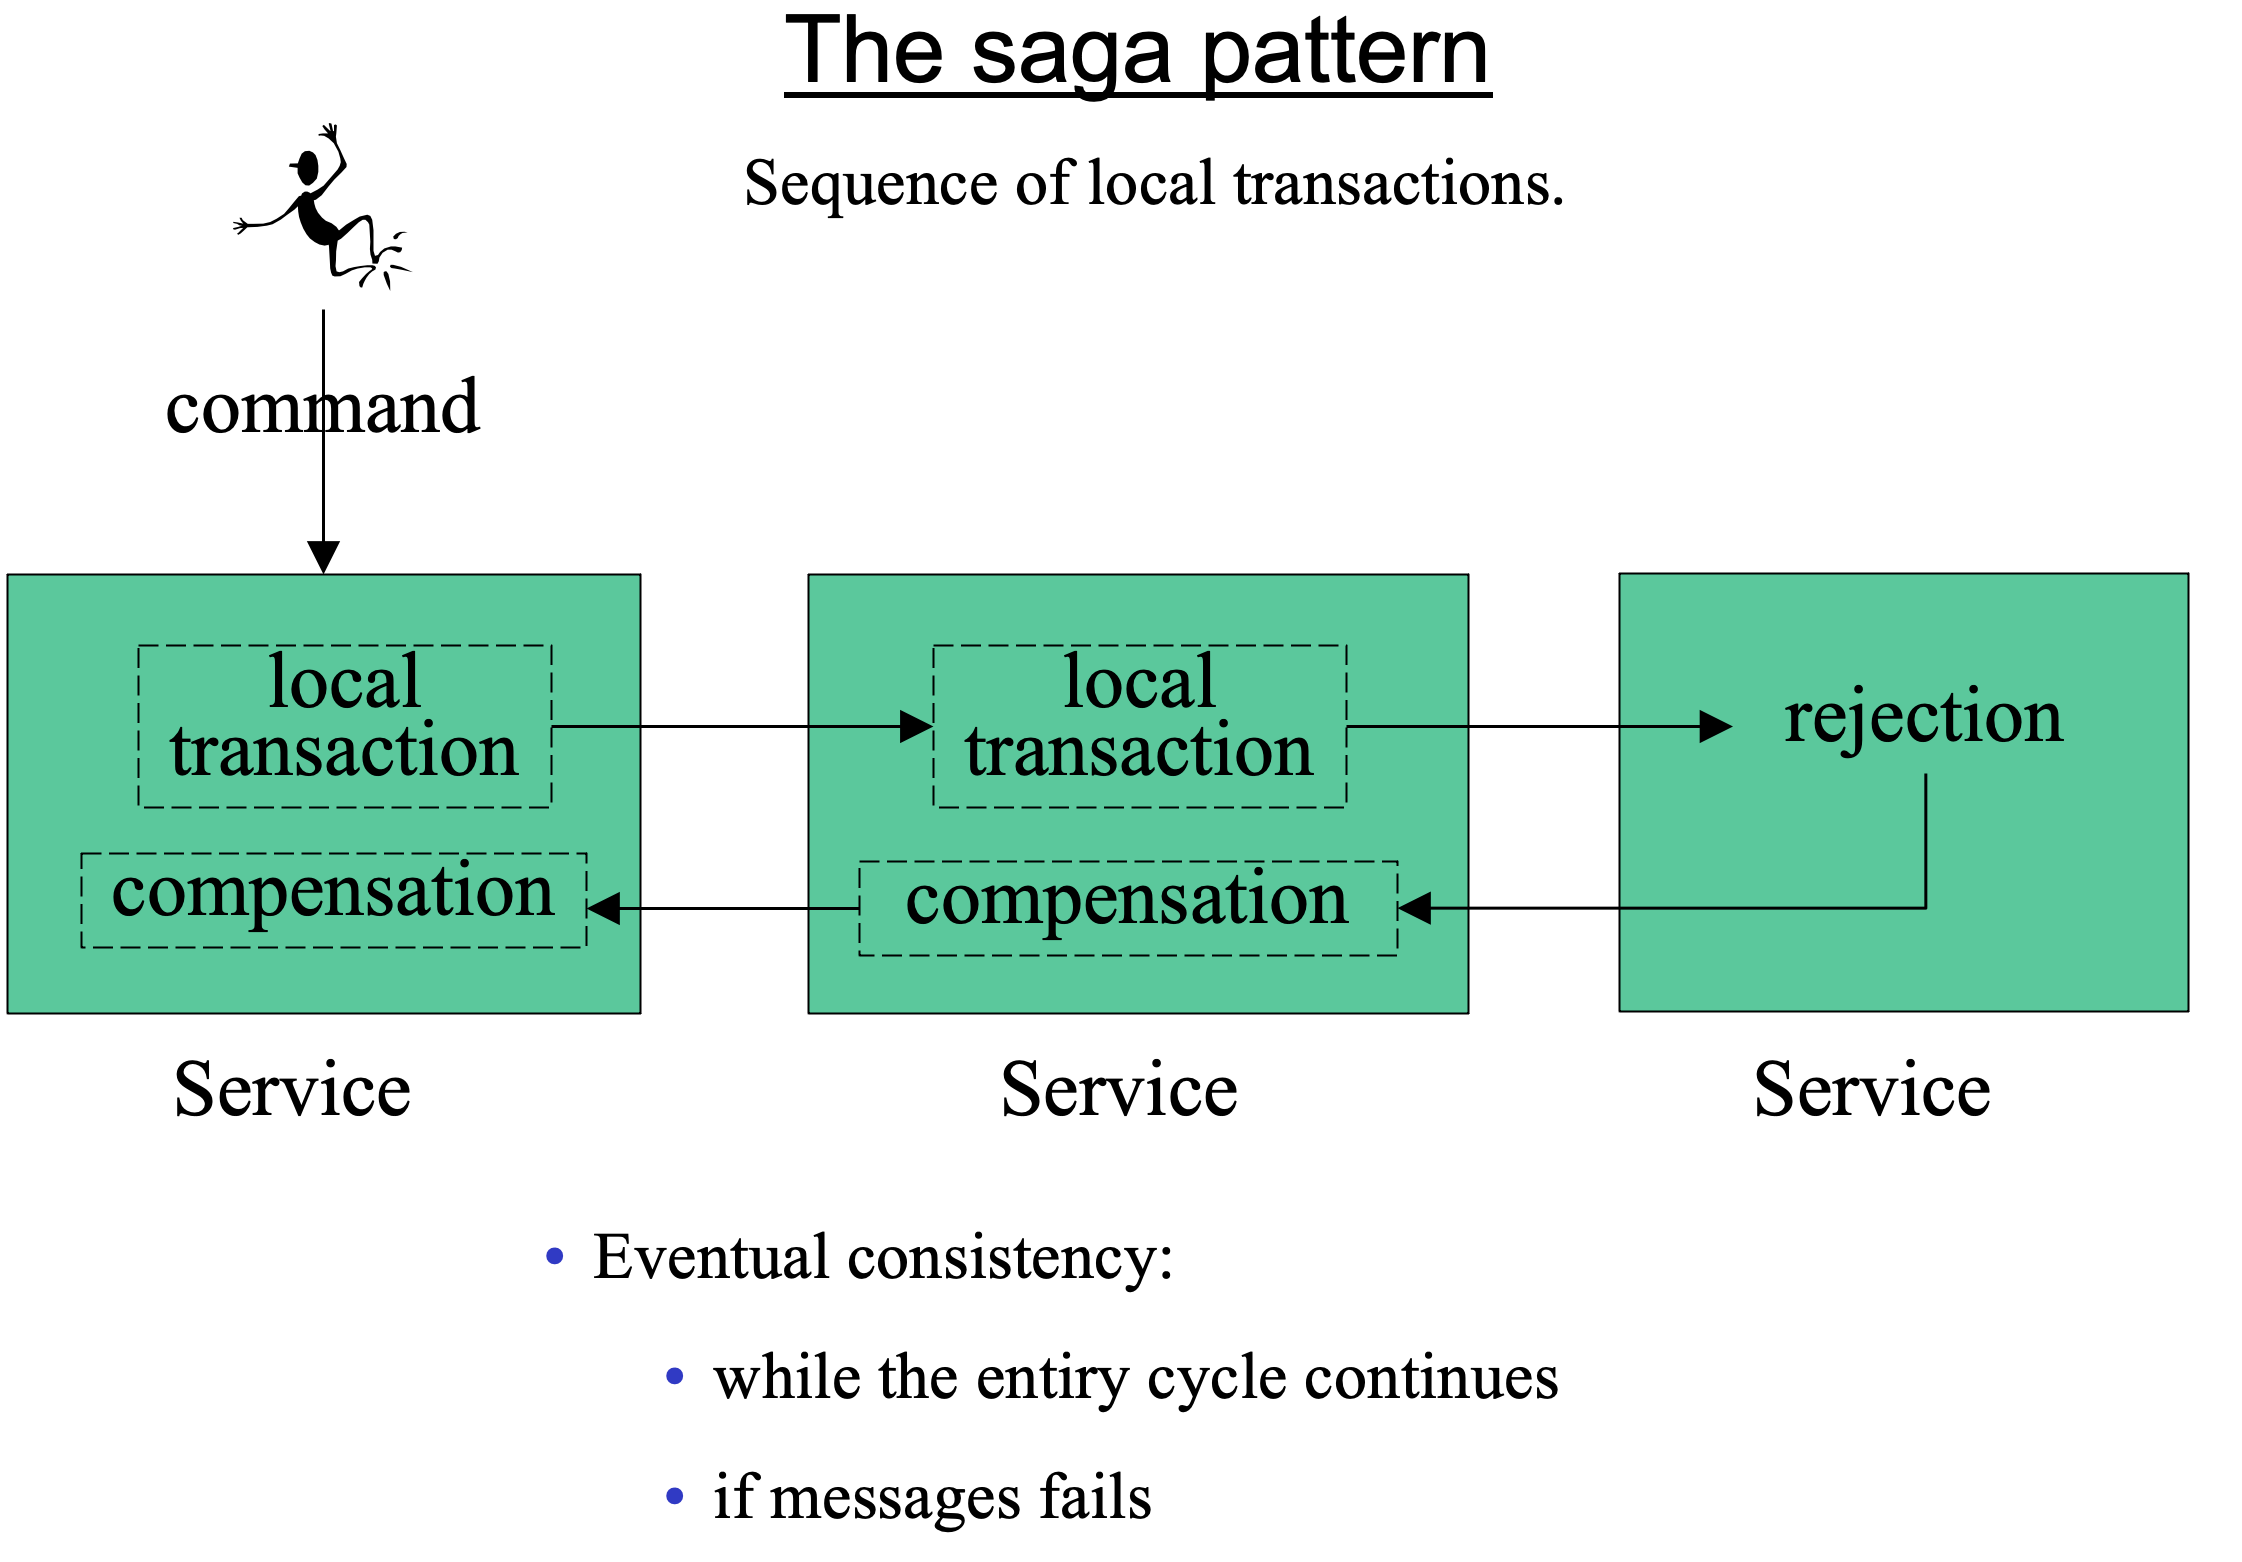 The saga pattern
Sequence of local transactions.
command
local
transaction
local
transaction
rejection
compensation
compensation
Service
Service
Service
Eventual consistency:
while the entiry cycle continues
if messages fails